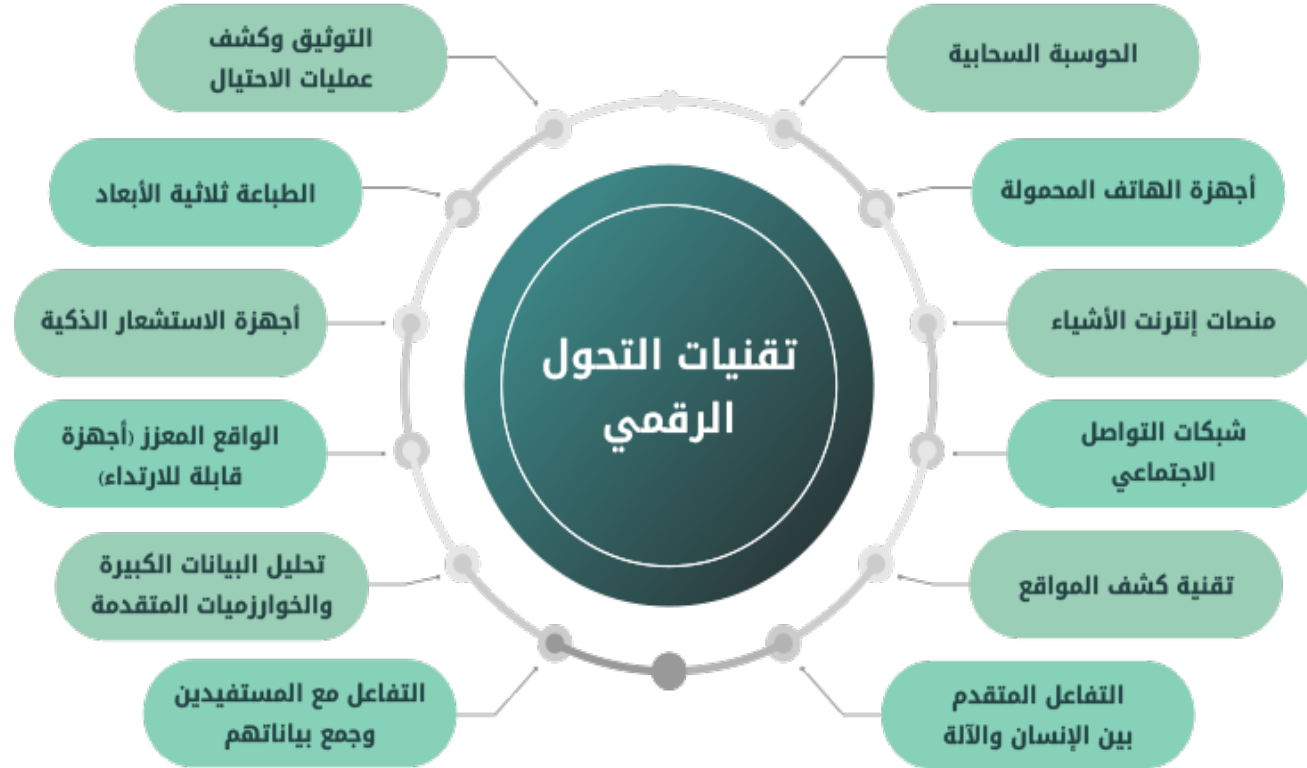 تقنيات التحول
الرقمي
الحوسبة السحابية
أجهزة الهاتف المحمولة
منصات إنترنت الأشياء
شبكات التواصل
الاجتماعي
تقنية كشف المواقع
التفاعل المتقدم
بين الإنسان والآلة
التوثيق وكشف
عمليات الاحتيال
الطباعة ثلاثية الأبعاد
أجهزة الاستشعار الذكية
الواقع المعزز (أجهزة
قابلة للارتداء)
تحليل البيانات الكبيرة
والخوارزميات المتقدمة
التفاعل مع المستفيدين
وجمع بياناتهم